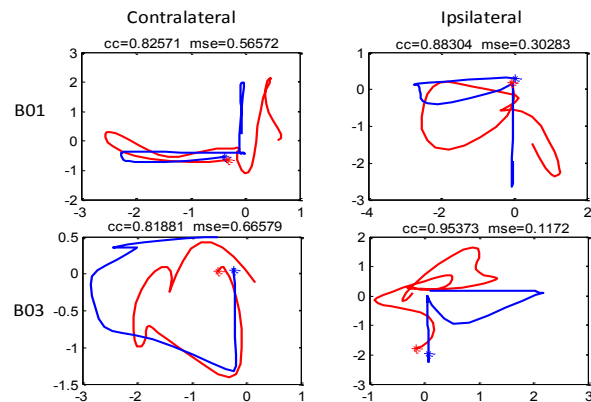 Contralateral Ipsilateral
cc=0.82571 mse=0.56572 cc=0.88304 mse=0.30283
B01
3
2
1
0
-1
-2
-3 -2 -1 0 1
1
0
-1
-2
-3
-4 -2 0 2
cc=0.81881 mse=0.66579 cc=0.95373 mse=0.1172
B03
0.5
0
-0.5
-1
-1.5
-3 -2 -1 0 1
2
1
0
-1
-2
-3
-1 0 1 2 3